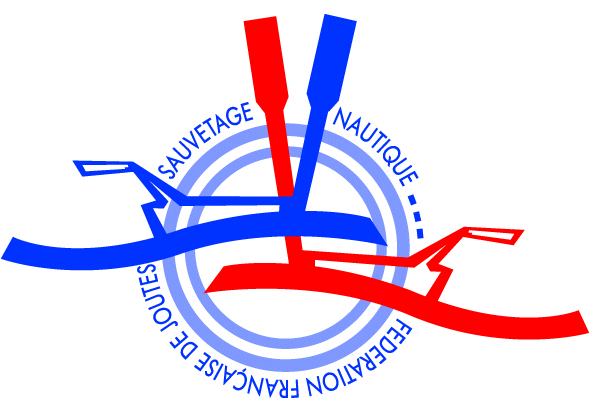 FEDERATION FRANÇAISE DE JOUTES
SAUVETAGE
NAUTIQUE